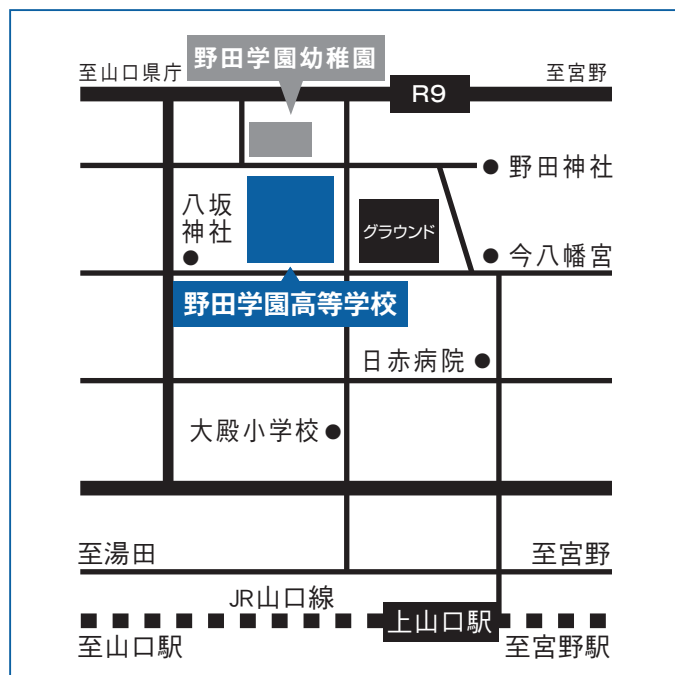 野田学園幼稚園
至山口県庁
至宮野
R9
野田神社
八坂
神社
グラウンド
今八幡宮
野田学園高等学校
日赤病院
大殿小学校
至湯田
至宮野
JR山口線
上山口駅
至山口駅
至宮野駅